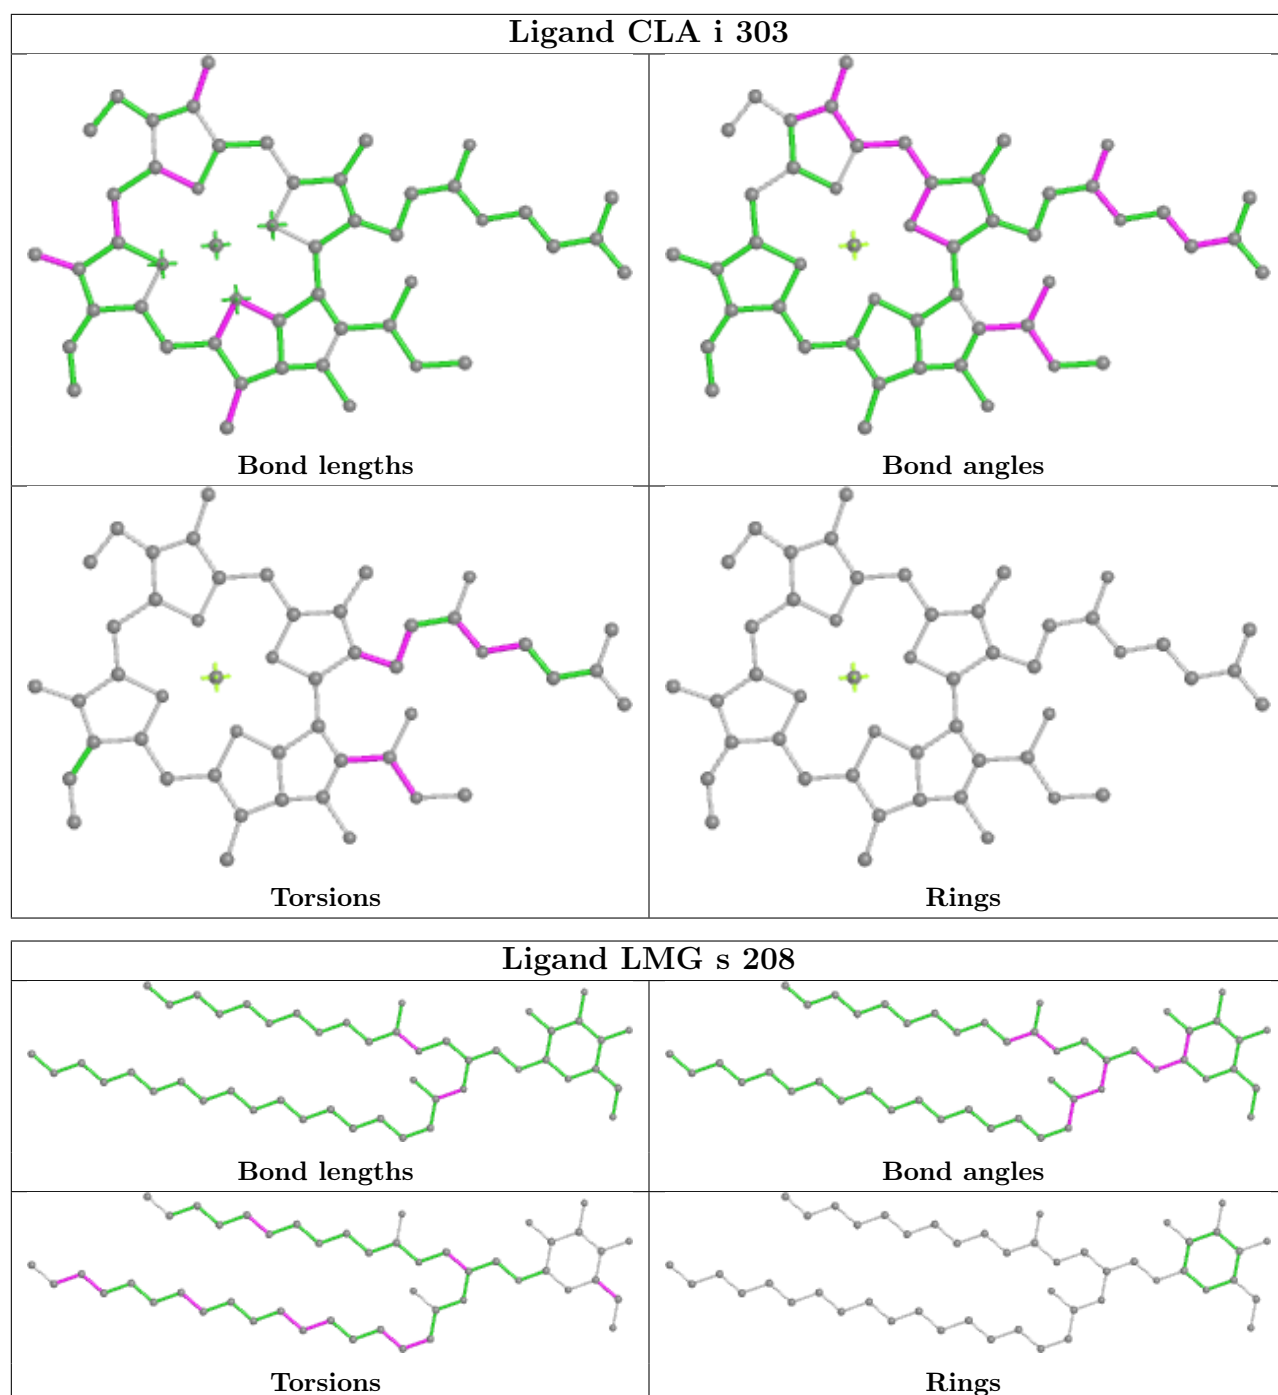 Ligand CLA i 303
Bond lengths
Bond angles
Torsions
Rings
Ligand LMG s 208
Bond lengths
Bond angles
Torsions
Rings